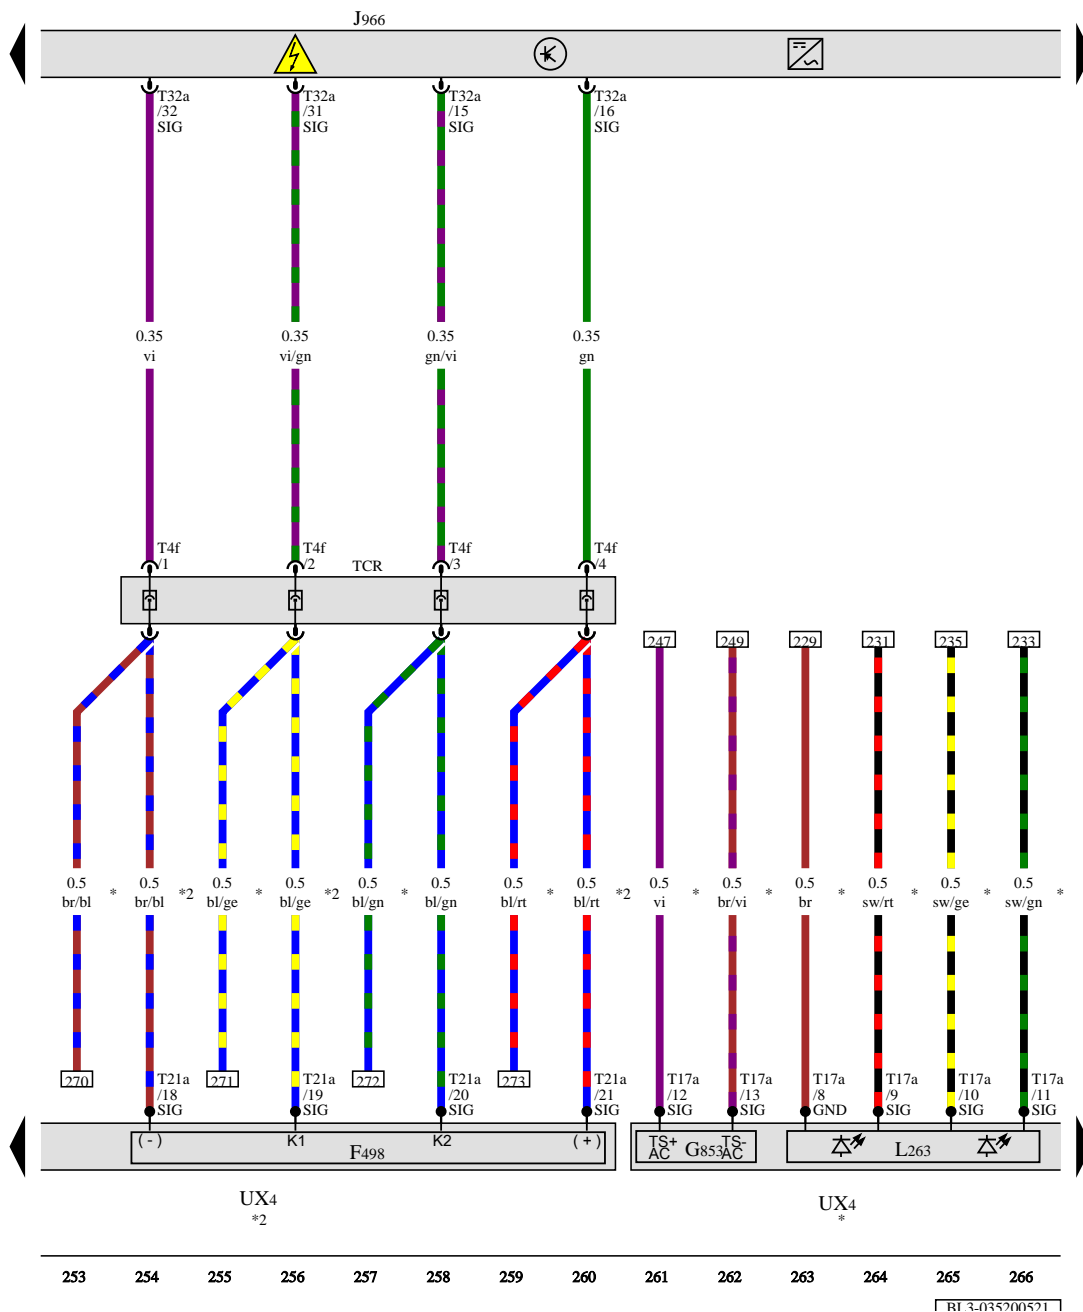 J966
T32a T32a T32a T32a
/32 /31 /15 /16
SIG SIG SIG SIG
0.35 0.35 0.35 0.35
vi vi/gn gn/vi gn
T4f T4f T4f T4f
/1 /2 TCR /3 /4
247 249 229 231 235 233
0.5 0.5 0.5 0.5 0.5 0.5 0.5 0.5 0.5 0.5 0.5 0.5 0.5 0.5
br/bl * br/bl *2 bl/ge * bl/ge *2 bl/gn * bl/gn bl/rt * bl/rt *2 vi * br/vi * br * sw/rt * sw/ge * sw/gn *
270 271 272 273
T21a T21a T21a T21a T17a T17a T17a T17a T17a T17a
/18 /19 /20 /21 /12 /13 /8 /9 /10 /11
SIG SIG SIG SIG SIG SIG GND SIG SIG SIG
(-) K1 K2 (+) TS+ TS-
F498 AC G853 AC L263
UX4 UX4
*2 *
253 254 255 256 257 258 259 260 261 262 263 264 265 266
BL3-035200521